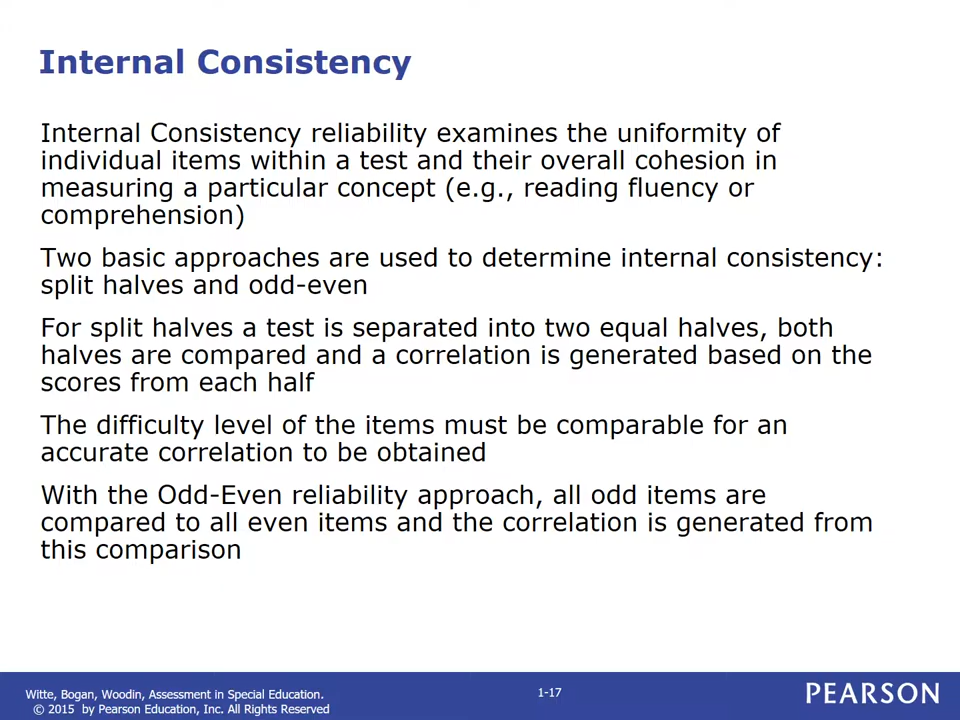 Internal Consistency
Internal Consistency reliability examines the uniformity of
individual items within a test and their overall cohesion in
measuring a particular concept (e.g., reading fluency or
comprehension)
Two basic approaches are used to determine internal consistency:
split halves and odd-even
For split halves a test is separated into two equal halves, both
halves are compared and a correlation is generated based on the
scores from each half
The difficulty level of the items must be comparable for an
accurate correlation to be obtained
With the Odd-Even reliability approach, all odd items are
compared to all even items and the correlation is generated from
this comparison
Witte, Bogan, Woodin, Assessment in Special Education.
© 2015 by Pearson Education, Inc. All Rights Reserved
1-17
PEARSON